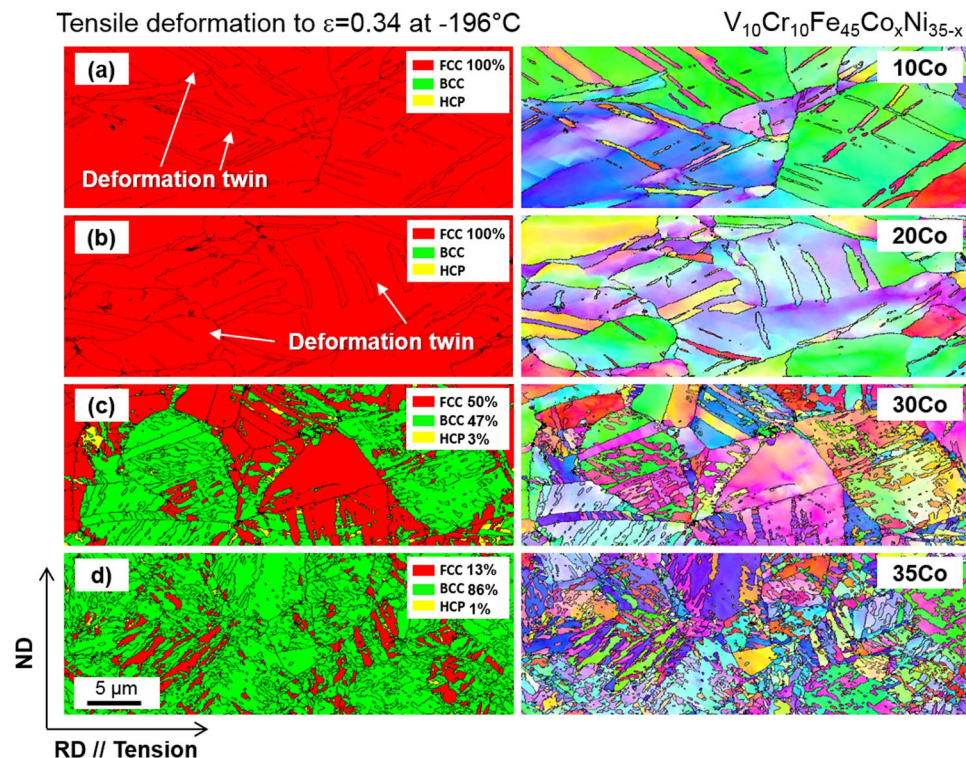 Tensile deformation to ε=0.34 at -196°C
V₁₀Cr₁₀Fe₄₅CoₓNi₃₅₋ₓ
(a)
FCC 100%
BCC
HCP
Deformation twin
10Co
(b)
FCC 100%
BCC
HCP
Deformation twin
20Co
(c)
FCC 50%
BCC 47%
HCP 3%
30Co
d)
FCC 13%
BCC 86%
HCP 1%
35Co
ND
5 μm
RD // Tension